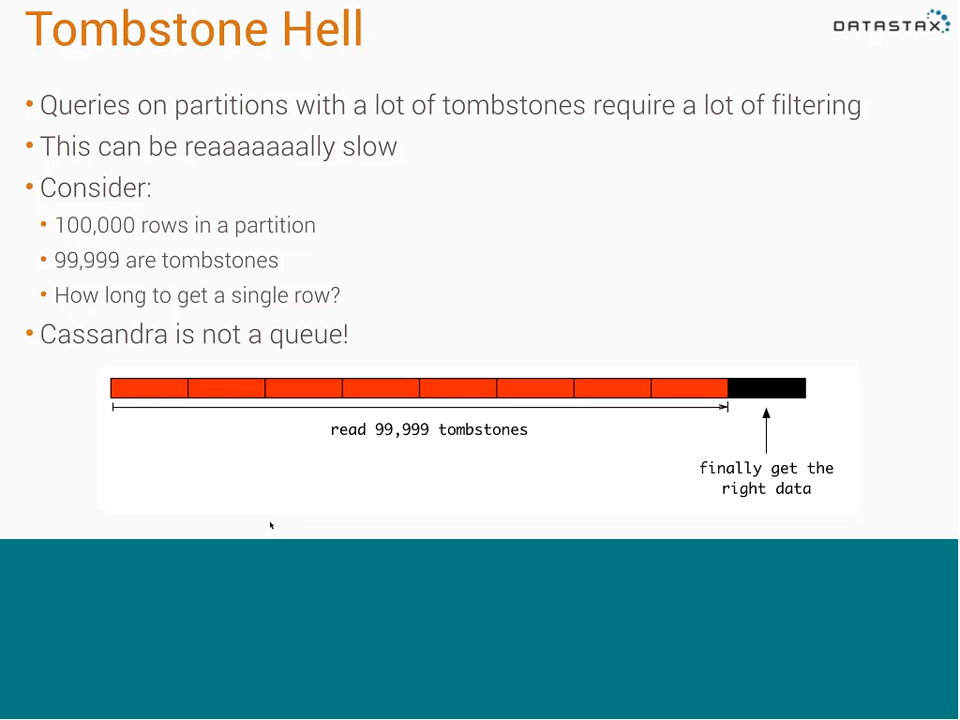 Tombstone Hell
DATASTAX
• Queries on partitions with a lot of tombstones require a lot of filtering
• This can be reaaaaaaally slow
• Consider:
• 100,000 rows in a partition
• 99,999 are tombstones
• How long to get a single row?
• Cassandra is not a queue!
read 99,999 tombstones
finally get the
right data